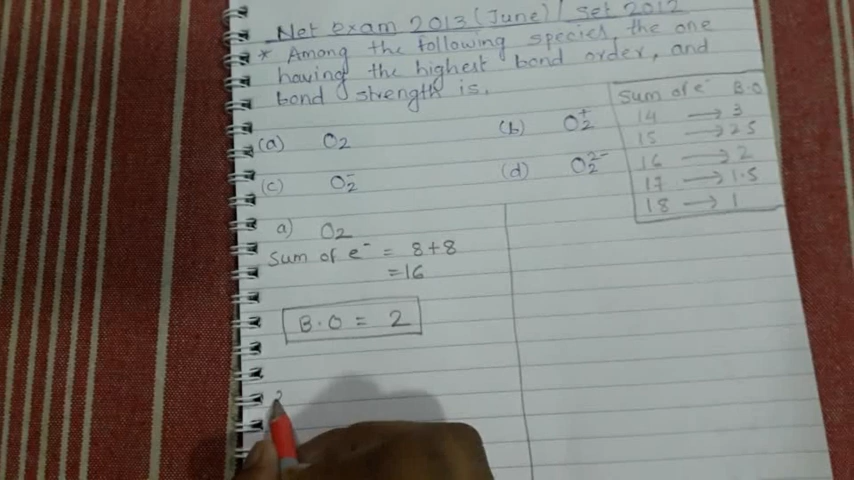 Net exam 2013 (June) / Set 2012
* Among the following species, the one
having the highest bond order, and
bond strength is.
(a) O₂ (b) O₂⁺
(c) O₂⁻ (d) O₂²⁻
Sum of e⁻ B.O
14 → 3
15 → 2.5
16 → 2
17 → 1.5
18 → 1
a) O₂
Sum of e⁻ = 8+8
=16
B.O = 2